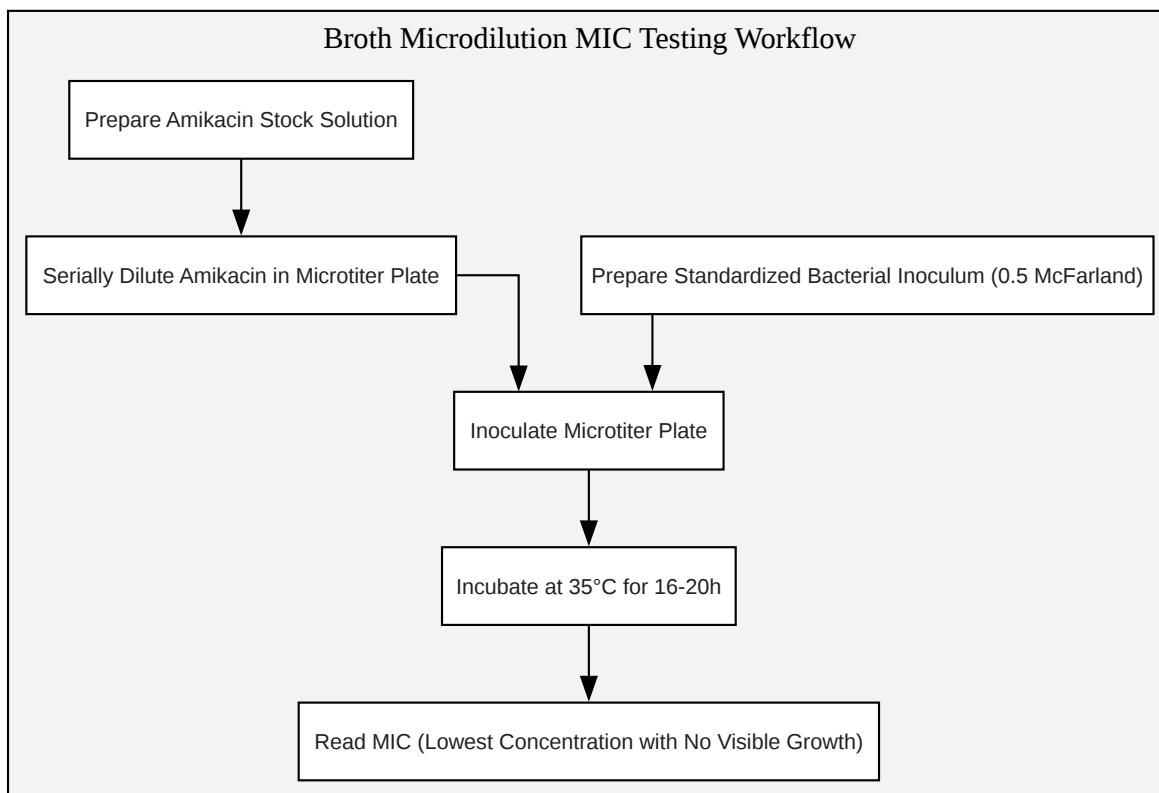 Broth Microdilution MIC Testing Workflow
Prepare Amikacin Stock Solution
Serially Dilute Amikacin in Microtiter Plate
Prepare Standardized Bacterial Inoculum (0.5 McFarland)
Inoculate Microtiter Plate
Incubate at 35°C for 16-20h
Read MIC (Lowest Concentration with No Visible Growth)